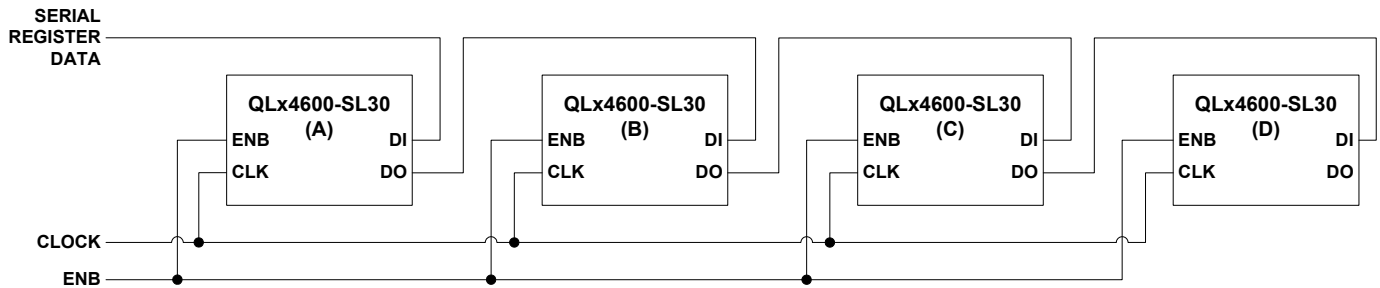 SERIAL
REGISTER
DATA
QLx4600-SL30
(A)
ENB
DI
CLK
DO
QLx4600-SL30
(B)
ENB
DI
CLK
DO
QLx4600-SL30
(C)
ENB
DI
CLK
DO
QLx4600-SL30
(D)
ENB
DI
CLK
DO
CLOCK
ENB